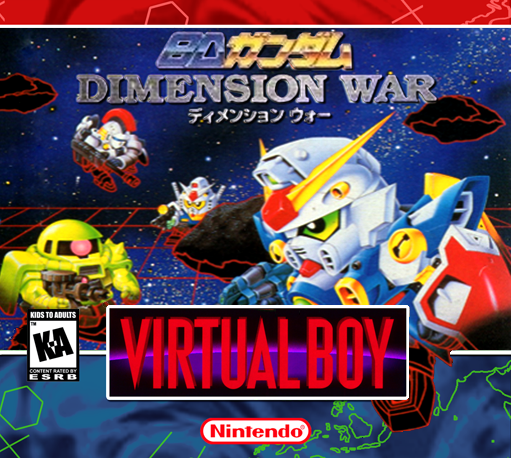 SDガンダム
DIMENSION WAR
ディメンション ウォー
KIDS TO ADULTS
TM
K-A
CONTENT RATED BY
ESRB
VIRTUAL BOY
Nintendo®